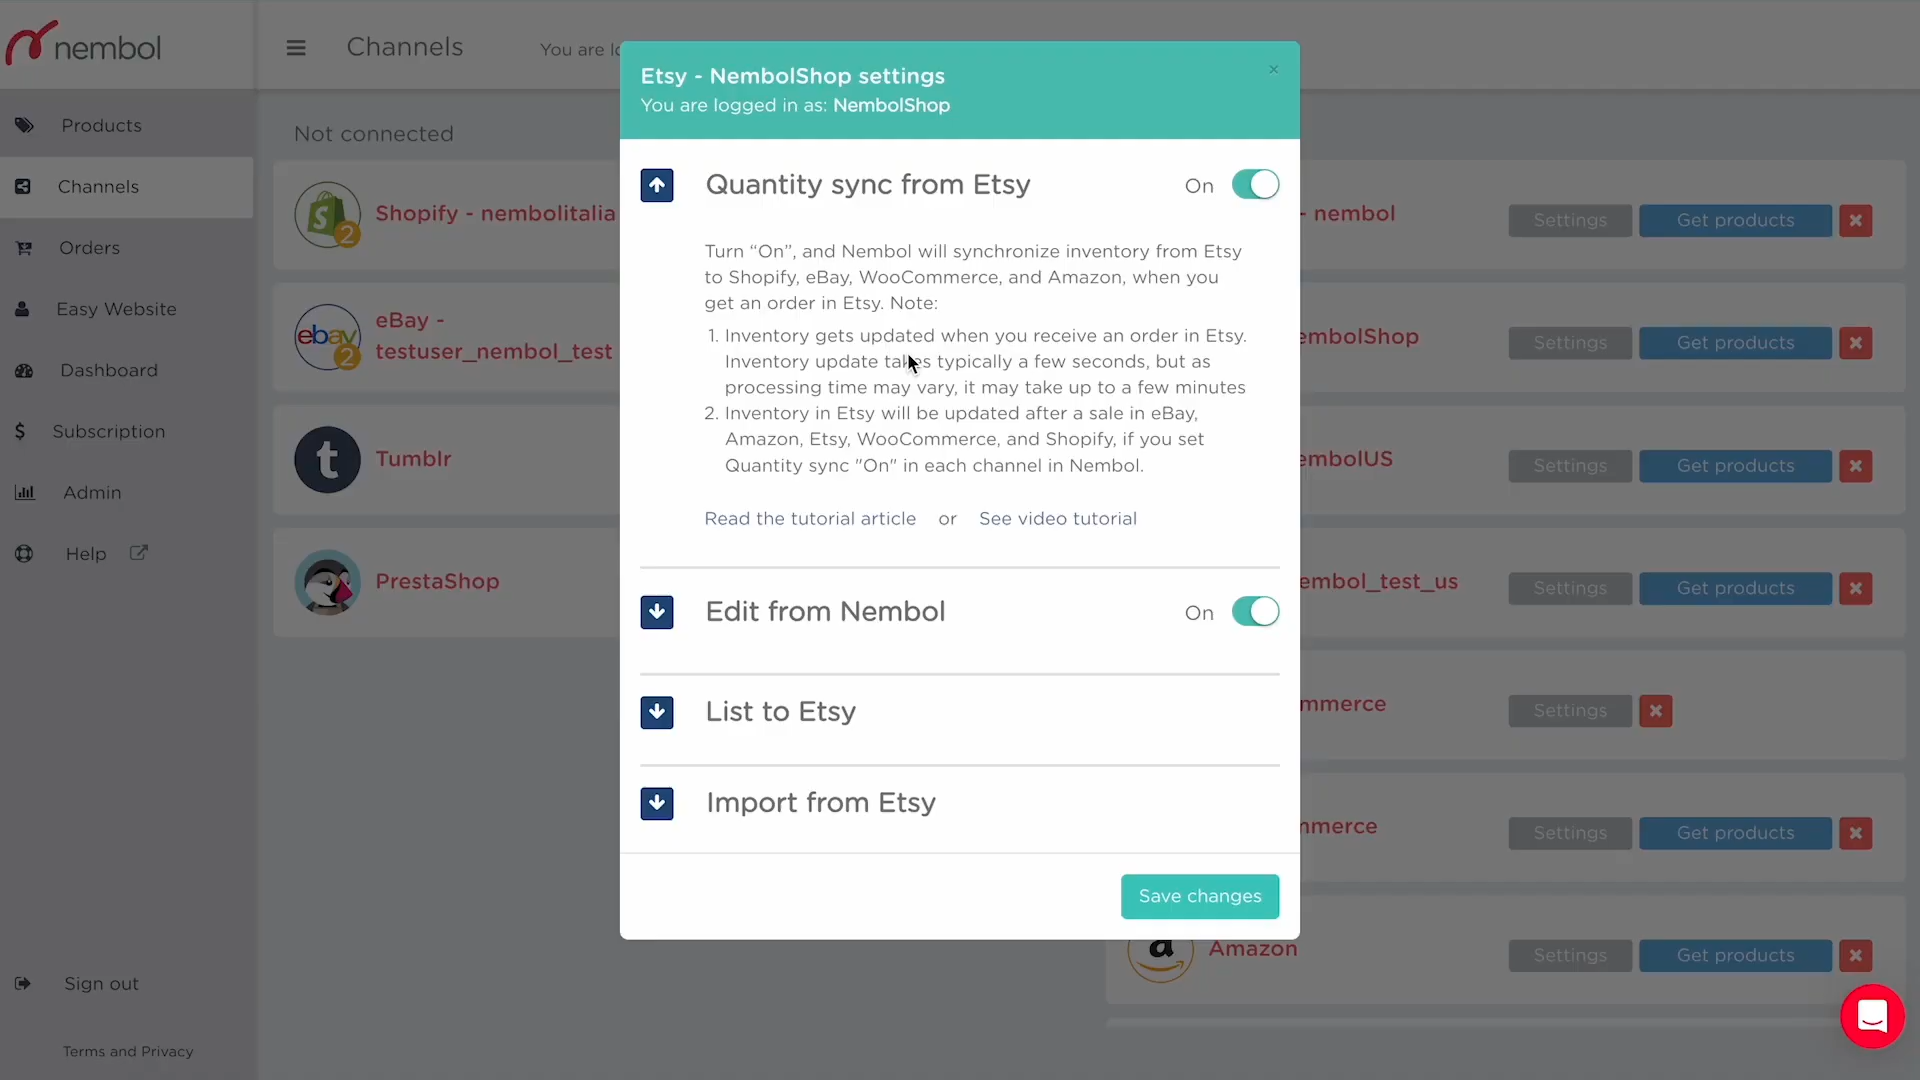 nembol
Channels
You are lo
Products
Channels
Orders
Easy Website
Dashboard
Subscription
Admin
Help
Sign out
Terms and Privacy
Not connected
Shopify - nembolitalia
2
eBay -
testuser_nembol_test
ebay
2
Tumblr
t
PrestaShop
Etsy - NembolShop settings
You are logged in as: NembolShop
×
Quantity sync from Etsy
On
Turn “On”, and Nembol will synchronize inventory from Etsy
to Shopify, eBay, WooCommerce, and Amazon, when you
get an order in Etsy. Note:
1. Inventory gets updated when you receive an order in Etsy.
Inventory update takes typically a few seconds, but as
processing time may vary, it may take up to a few minutes
2. Inventory in Etsy will be updated after a sale in eBay,
Amazon, Etsy, WooCommerce, and Shopify, if you set
Quantity sync "On" in each channel in Nembol.
Read the tutorial article or See video tutorial
Edit from Nembol
On
List to Etsy
Import from Etsy
Save changes
- nembol
Settings
Get products
embolShop
Settings
Get products
embolUS
Settings
Get products
embol_test_us
Settings
Get products
mmerce
Settings
mmerce
Settings
Get products
a
Amazon
Settings
Get products